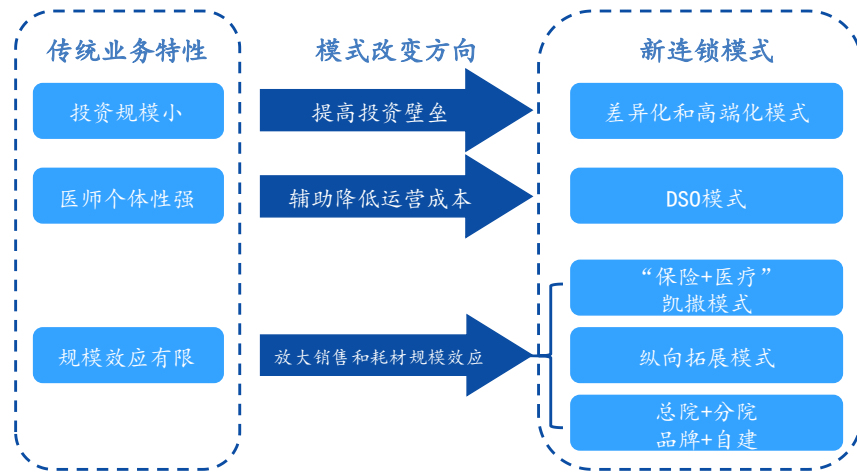 传统业务特性
模式改变方向
新连锁模式
投资规模小
提高投资壁垒
差异化和高端化模式
医师个体性强
辅助降低运营成本
DSO模式
规模效应有限
放大销售和耗材规模效应
“保险+医疗”
凯撒模式
纵向拓展模式
总院+分院
品牌+自建